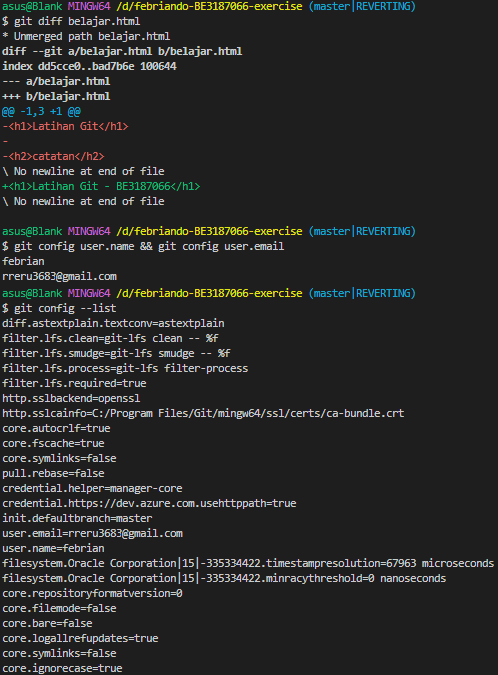 asus@Blank MINGW64 /d/febriando-BE3187066-exercise (master|REVERTING)
$ git diff belajar.html
* Unmerged path belajar.html
diff --git a/belajar.html b/belajar.html
index dd5cce0..bad7b6e 100644
--- a/belajar.html
+++ b/belajar.html
@@ -1,3 +1 @@
-<h1>Latihan Git</h1>
-
-<h2>catatan</h2>
\ No newline at end of file
+<h1>Latihan Git - BE3187066</h1>
\ No newline at end of file
asus@Blank MINGW64 /d/febriando-BE3187066-exercise (master|REVERTING)
$ git config user.name && git config user.email
febrian
rreru3683@gmail.com
asus@Blank MINGW64 /d/febriando-BE3187066-exercise (master|REVERTING)
$ git config --list
diff.astextplain.textconv=astextplain
filter.lfs.clean=git-lfs clean -- %f
filter.lfs.smudge=git-lfs smudge -- %f
filter.lfs.process=git-lfs filter-process
filter.lfs.required=true
http.sslbackend=openssl
http.sslcainfo=C:/Program Files/Git/mingw64/ssl/certs/ca-bundle.crt
core.autocrlf=true
core.fscache=true
core.symlinks=false
pull.rebase=false
credential.helper=manager-core
credential.https://dev.azure.com.usehttppath=true
init.defaultbranch=master
user.email=rreru3683@gmail.com
user.name=febrian
filesystem.Oracle Corporation|15|-335334422.timestampresolution=67963 microseconds
filesystem.Oracle Corporation|15|-335334422.minracythreshold=0 nanoseconds
core.repositoryformatversion=0
core.filemode=false
core.bare=false
core.logallrefupdates=true
core.symlinks=false
core.ignorecase=true